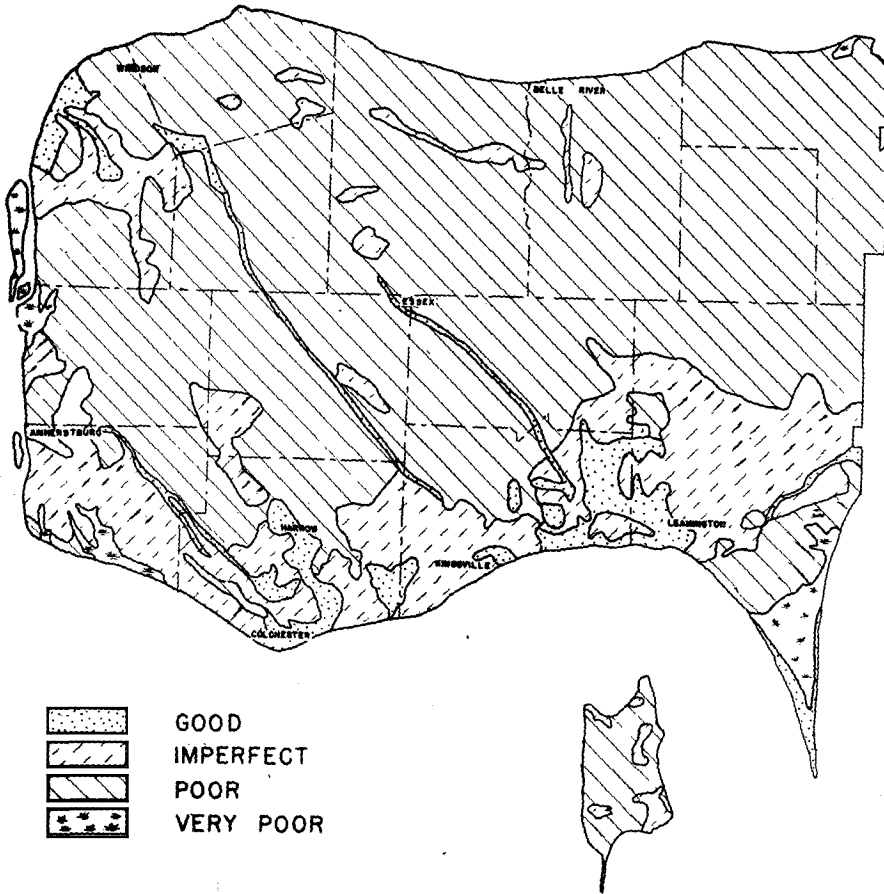 WINDSOR
BELLE RIVER
ESSEX
AMHERSTBURG
HARROW
LEAMINGTON
KINGSVILLE
COLCHESTER
GOOD
IMPERFECT
POOR
VERY POOR